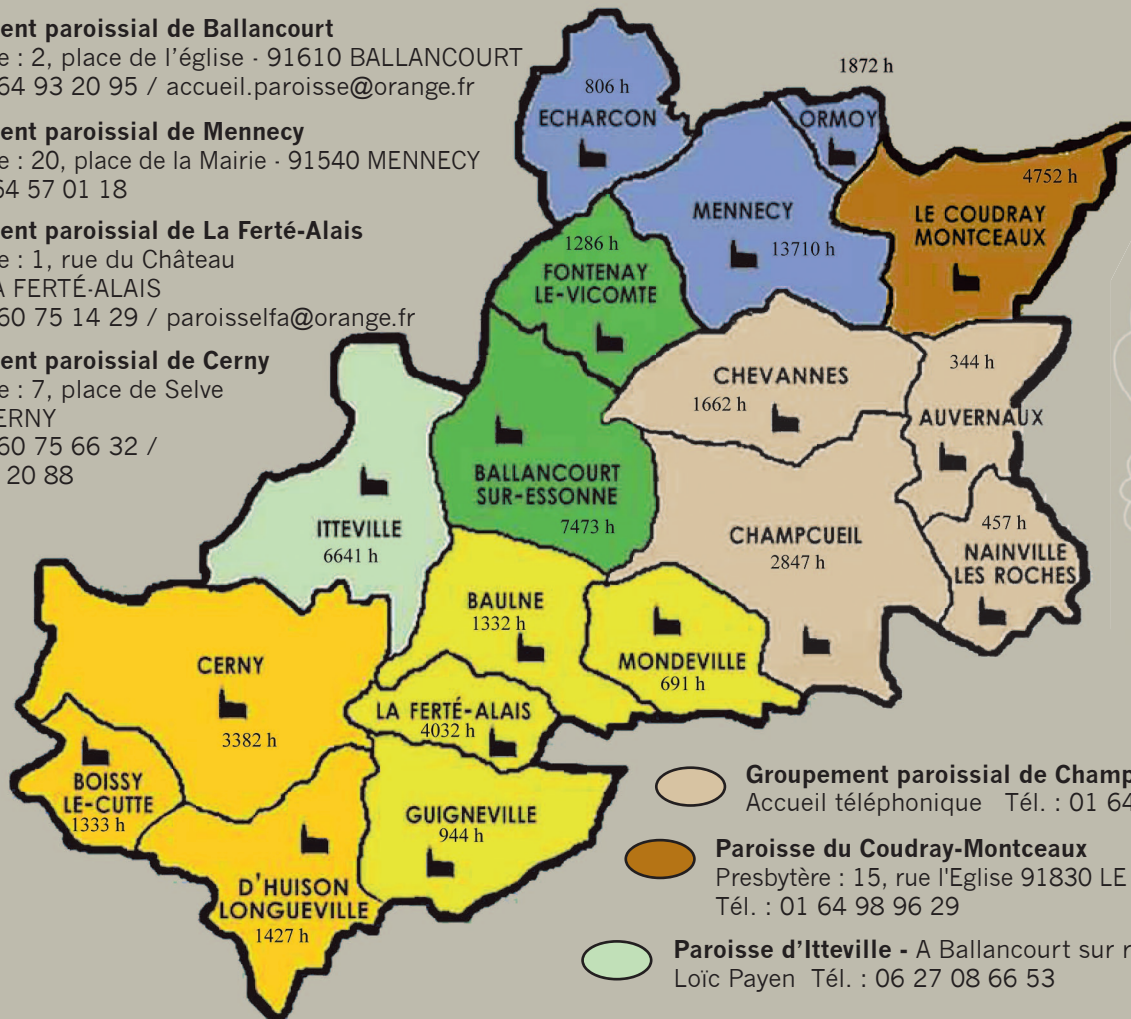 ent paroissial de Ballancourt
e : 2, place de l'église - 91610 BALLANCOURT
64 93 20 95 / accueil.paroisse@orange.fr
ent paroissial de Mennecy
e : 20, place de la Mairie - 91540 MENNECY
64 57 01 18
ent paroissial de La Ferté-Alais
e : 1, rue du Château
A FERTÉ-ALAIS
60 75 14 29 / paroisselfa@orange.fr
ent paroissial de Cerny
e : 7, place de Selve
ERNY
60 75 66 32 /
20 88
806 h
ECHARCON
1872 h
ORMOY
MENNECY
13710 h
4752 h
LE COUDRAY
MONTCEAUX
1286 h
FONTENAY
LE-VICOMTE
CHEVANNES
1662 h
344 h
AUVERNAUX
BALLANCOURT
SUR-ESSONNE
7473 h
ITTEVILLE
6641 h
CHAMPCUEIL
2847 h
457 h
NAINVILLE
LES ROCHES
BAULNE
1332 h
MONDEVILLE
691 h
CERNY
3382 h
LA FERTÉ-ALAIS
4032 h
BOISSY
LE-CUTTE
1333 h
GUIGNEVILLE
944 h
D'HUISON
LONGUEVILLE
1427 h
Groupement paroissial de Champ
Accueil téléphonique Tél. : 01 64
Paroisse du Coudray-Montceaux
Presbytère : 15, rue l'Eglise 91830 LE
Tél. : 01 64 98 96 29
Paroisse d'Itteville - A Ballancourt sur r
Loïc Payen Tél. : 06 27 08 66 53